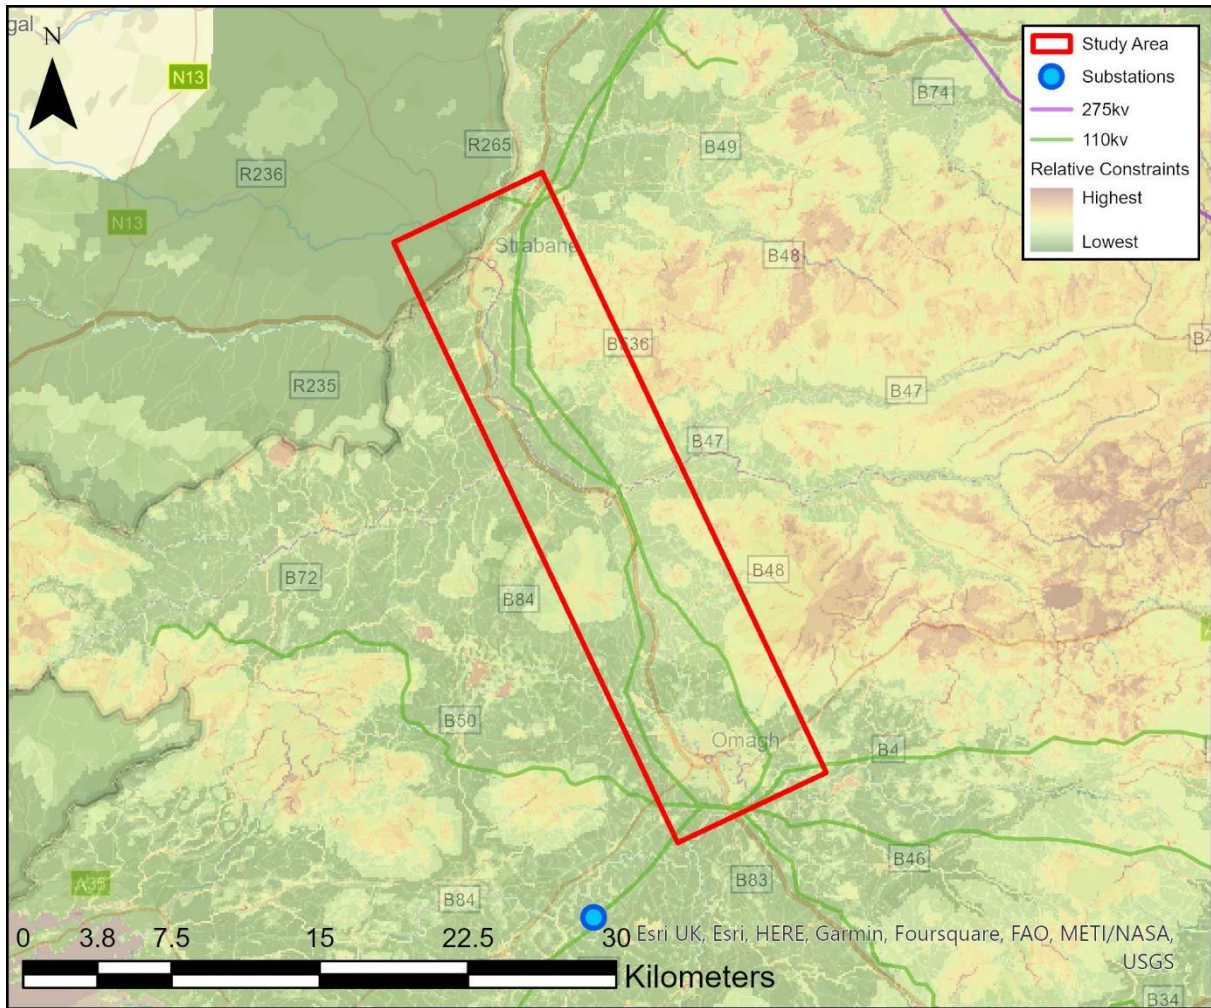 gal
N
N13
Study Area
Substations
275kv
110kv
Relative Constraints
Highest
Lowest
B74
R265
B49
R236
N13
Strabane
B48
B536
R235
B47
B47
B72
B84
B48
B50
Omagh
B4
B46
A35
B84
B83
0 3.8 7.5 15 22.5 30
Kilometers
Esri UK, Esri, HERE, Garmin, Foursquare, FAO, METI/NASA,
USGS
B34